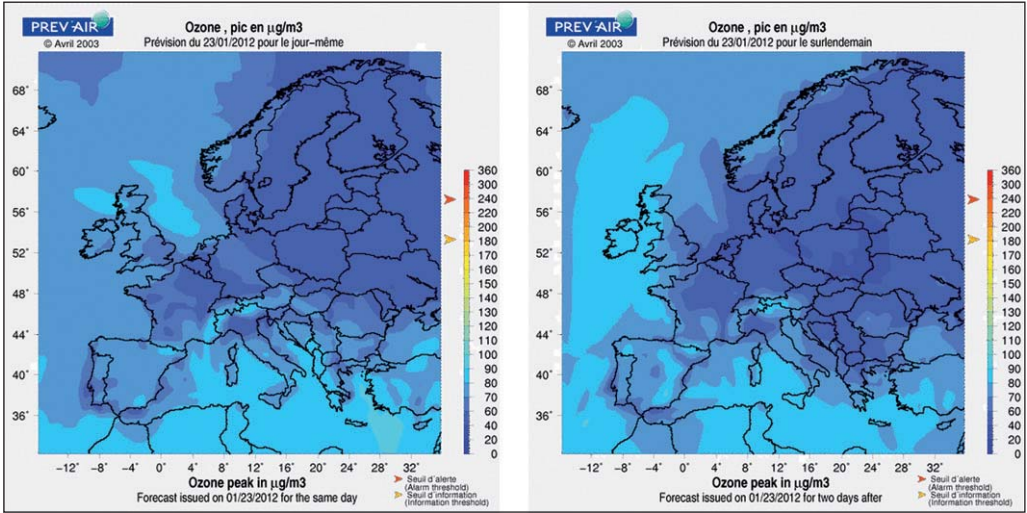 PREV'AIR
© Avril 2003
Ozone , pic en µg/m3
Prévision du 23/01/2012 pour le jour-même
68°
64°
60°
56°
52°
48°
44°
40°
36°
-12° -8° -4° 0° 4° 8° 12° 16° 20° 24° 28° 32°
360
300
240
220
200
180
170
160
150
140
130
120
110
100
90
80
70
60
40
20
0
Ozone peak in µg/m3
Forecast issued on 01/23/2012 for the same day
Seuil d'alerte
(Alarm threshold)
Seuil d'information
(Information threshold)
PREV'AIR
© Avril 2003
Ozone , pic en µg/m3
Prévision du 23/01/2012 pour le surlendemain
68°
64°
60°
56°
52°
48°
44°
40°
36°
-12° -8° -4° 0° 4° 8° 12° 16° 20° 24° 28° 32°
360
300
240
220
200
180
170
160
150
140
130
120
110
100
90
80
70
60
40
20
0
Ozone peak in µg/m3
Forecast issued on 01/23/2012 for two days after
Seuil d'alerte
(Alarm threshold)
Seuil d'information
(Information threshold)